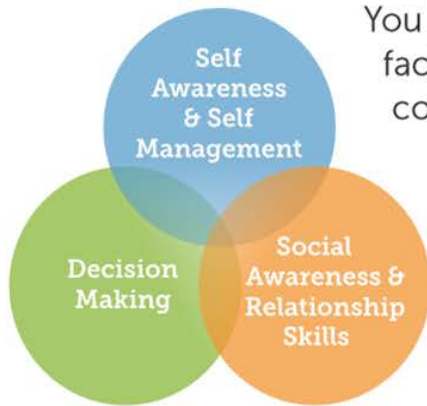 You
fac
co
Self
Awareness
& Self
Management
Decision
Making
Social
Awareness &
Relationship
Skills